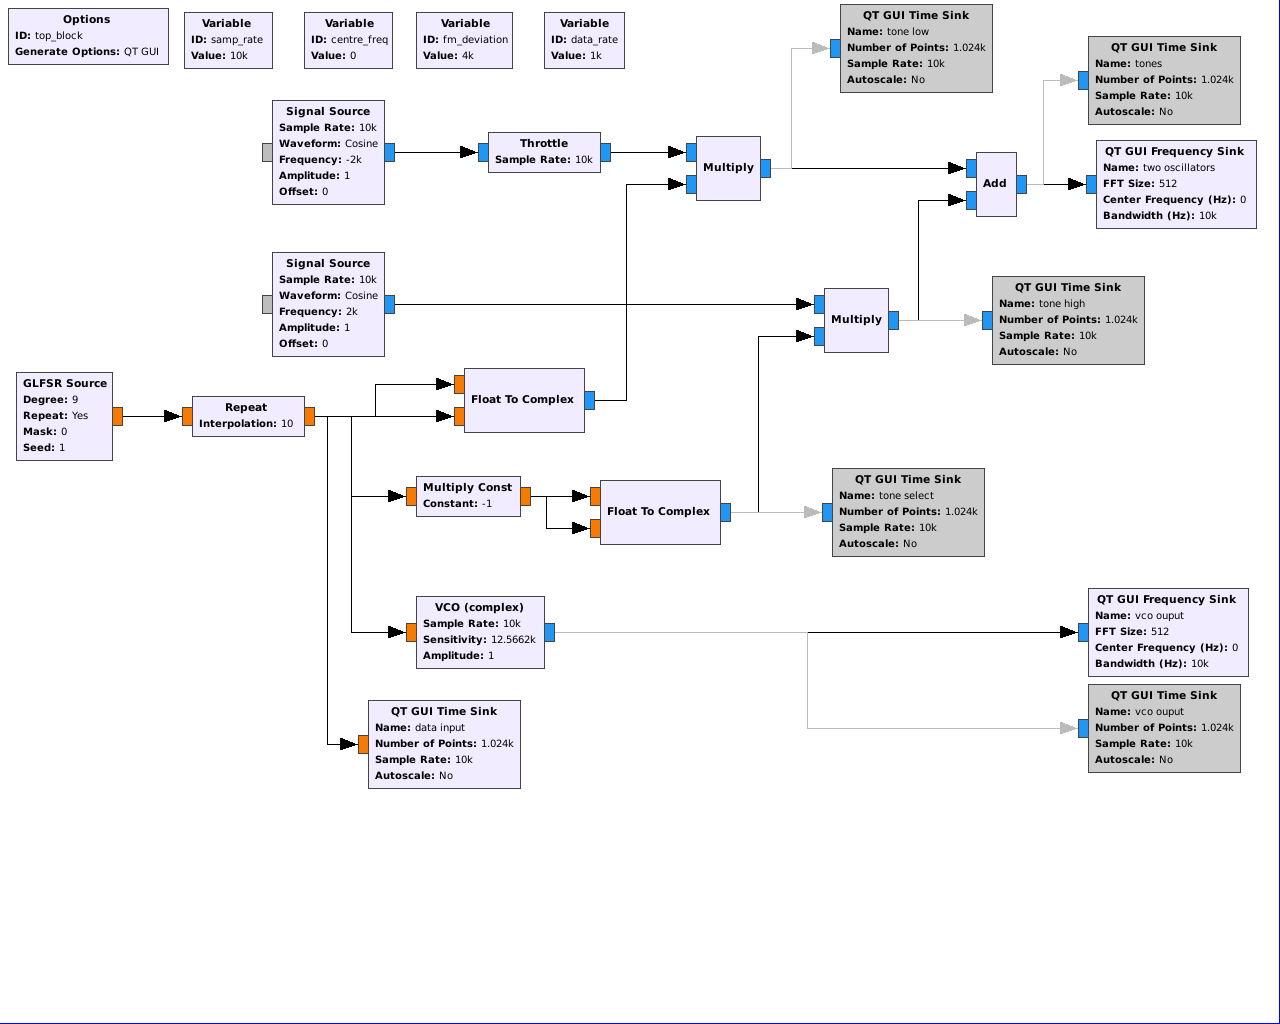 Options
ID: top_block
Generate Options: QT GUI
Variable
ID: samp_rate
Value: 10k
Variable
ID: centre_freq
Value: 0
Variable
ID: fm_deviation
Value: 4k
Variable
ID: data_rate
Value: 1k
QT GUI Time Sink
Name: tone low
Number of Points: 1.024k
Sample Rate: 10k
Autoscale: No
QT GUI Time Sink
Name: tones
Number of Points: 1.024k
Sample Rate: 10k
Autoscale: No
Signal Source
Sample Rate: 10k
Waveform: Cosine
Frequency: -2k
Amplitude: 1
Offset: 0
Throttle
Sample Rate: 10k
Multiply
Add
QT GUI Frequency Sink
Name: two oscillators
FFT Size: 512
Center Frequency (Hz): 0
Bandwidth (Hz): 10k
Signal Source
Sample Rate: 10k
Waveform: Cosine
Frequency: 2k
Amplitude: 1
Offset: 0
Multiply
QT GUI Time Sink
Name: tone high
Number of Points: 1.024k
Sample Rate: 10k
Autoscale: No
GLFSR Source
Degree: 9
Repeat: Yes
Mask: 0
Seed: 1
Repeat
Interpolation: 10
Float To Complex
Multiply Const
Constant: -1
Float To Complex
QT GUI Time Sink
Name: tone select
Number of Points: 1.024k
Sample Rate: 10k
Autoscale: No
VCO (complex)
Sample Rate: 10k
Sensitivity: 12.5662k
Amplitude: 1
QT GUI Frequency Sink
Name: vco ouput
FFT Size: 512
Center Frequency (Hz): 0
Bandwidth (Hz): 10k
QT GUI Time Sink
Name: data input
Number of Points: 1.024k
Sample Rate: 10k
Autoscale: No
QT GUI Time Sink
Name: vco ouput
Number of Points: 1.024k
Sample Rate: 10k
Autoscale: No